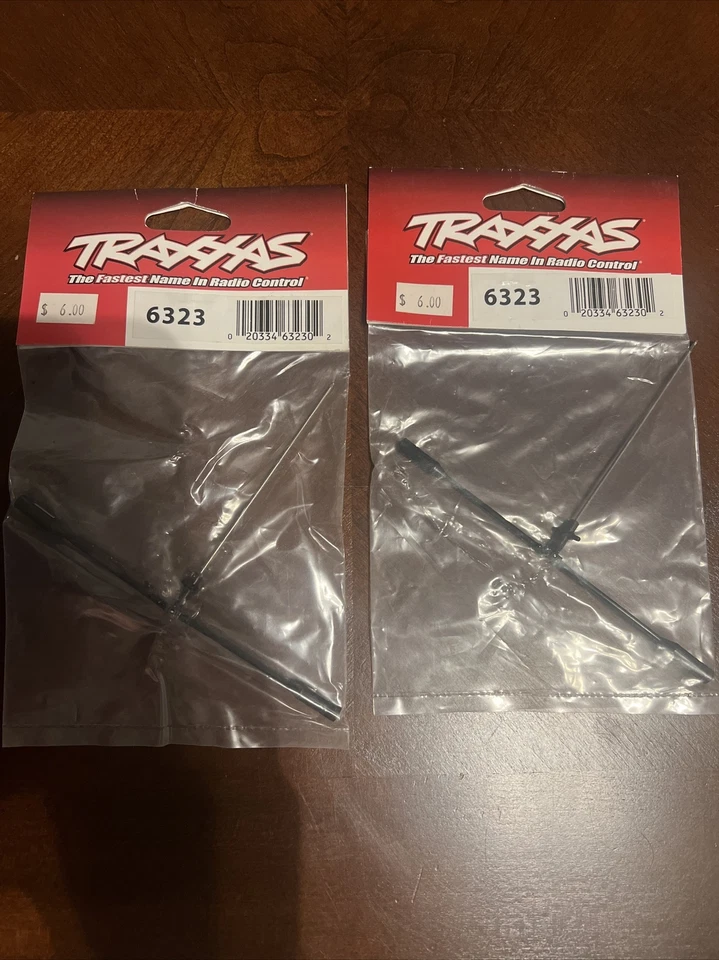 TRAXXAS
The Fastest Name In Radio Control
$ 6.00
6323
0 20334 63230 2
TRAXXAS
The Fastest Name In Radio Control
$ 6.00
6323
0 20334 63230 2